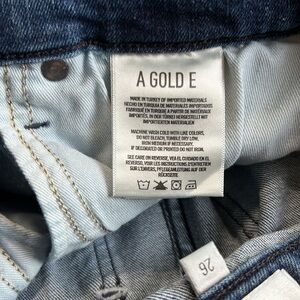 A GOLD E
MADE IN TURKEY OF IMPORTED MATERIALS
HECHO EN TURQUIA DE MATERIALES IMPORTADOS
FABRIQUÉ EN TURQUIE À PARTIR DE
MATÉRIAUX IMPORTÉS, IN DER TÜRKEI HERGESTELLT MIT
IMPORTIERTEN MATERIALIEN
MACHINE WASH COLD WITH LIKE COLORS,
DO NOT BLEACH, TUMBLE DRY LOW,
IRON MEDIUM IF NECESSARY.
IF DECORATED OR PRINTED DO NOT IRON.
SEE CARE ON REVERSE, VEA EL CUIDADO EN EL
REVERSO, VOIR LES INSTRUCTIONS D'ENTRETIEN
SUR L'ENVERS, PFLEGEANLEITUNG AUF DER
RÜCKSEITE
26